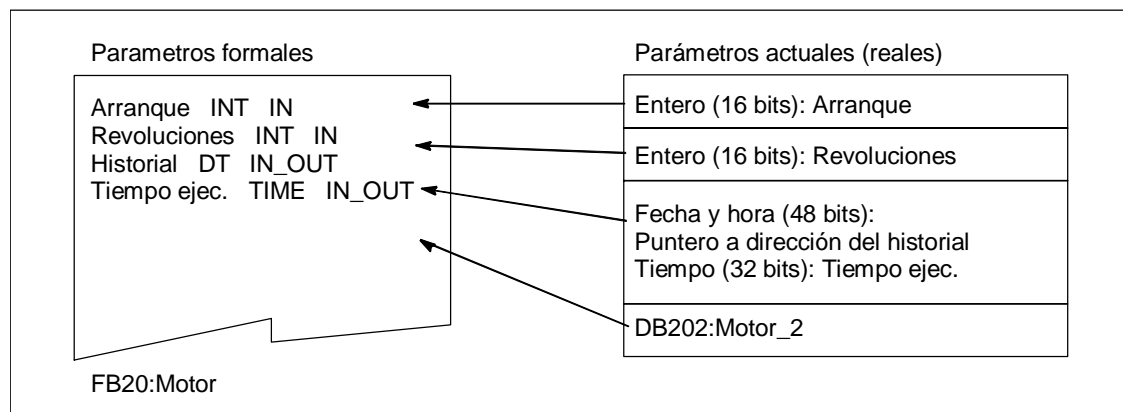 Parametros formales
Arranque INT IN
Revoluciones INT IN
Historial DT IN_OUT
Tiempo ejec. TIME IN_OUT
FB20:Motor
Parámetros actuales (reales)
Entero (16 bits): Arranque
Entero (16 bits): Revoluciones
Fecha y hora (48 bits):
Puntero a dirección del historial
Tiempo (32 bits): Tiempo ejec.
DB202:Motor_2